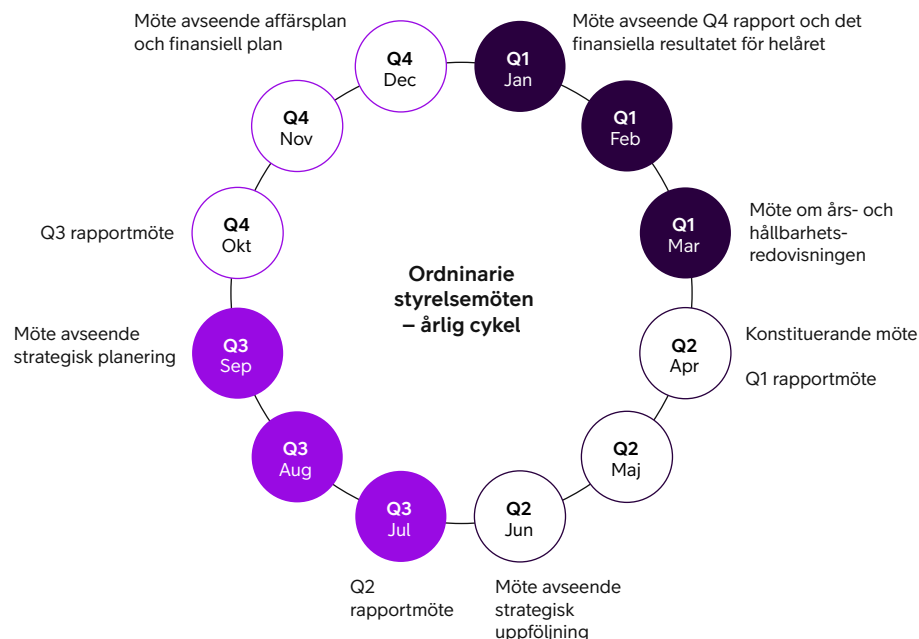 Möte avseende affärsplan
och finansiell plan
Möte avseende Q4 rapport och det
finansiella resultatet för helåret
Q4
Dec
Q1
Jan
Q4
Nov
Q1
Feb
Q3 rapportmöte
Q4
Okt
Q1
Mar
Möte om års- och
hållbarhets-
redovisningen
Ordninarie
styrelsemöten
– årlig cykel
Möte avseende
strategisk planering
Q3
Sep
Q2
Apr
Konstituerande möte
Q1 rapportmöte
Q3
Aug
Q2
Maj
Q3
Jul
Q2
Jun
Q2
rapportmöte
Möte avseende
strategisk
uppföljning